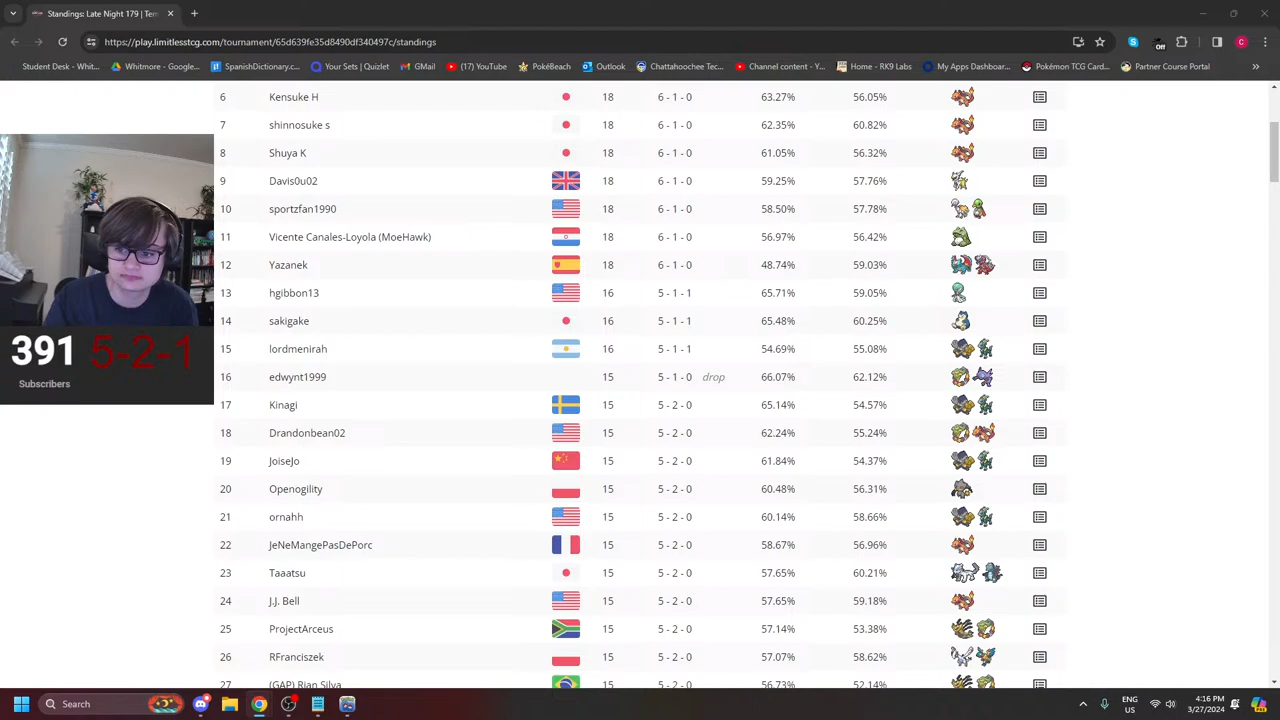 Standings: Late Night 179 | Tem
https://play.limitlesstcg.com/tournament/65d639fe35d8490df340497c/standings
Off
C
Student Desk - Whit... Whitmore - Google... SpanishDictionary.c... Your Sets | Quizlet GMail (17) YouTube PokéBeach Outlook Chattahoochee Tec... Channel content - Y... Home - RK9 Labs My Apps Dashboar... Pokémon TCG Card... Partner Course Portal
6 Kensuke H 18 6 - 1 - 0 63.27% 56.05%
7 shinnosuke s 18 6 - 1 - 0 62.35% 60.82%
8 Shuya K 18 6 - 1 - 0 61.05% 56.32%
9 Davis0u02 18 6 - 1 - 0 59.25% 57.76%
10 sportzfan1990 18 6 - 1 - 0 58.50% 57.78%
11 Vicente Canales-Loyola (MoeHawk) 18 6 - 1 - 0 56.97% 56.42%
12 Yazanek 18 6 - 1 - 0 48.74% 59.03%
13 hgibbon13 16 5 - 1 - 1 65.71% 59.05%
14 sakigake 16 5 - 1 - 1 65.48% 60.25%
15 lordmenirah 16 5 - 1 - 1 54.69% 55.08%
16 edwynt1999 15 5 - 1 - 0 drop 66.07% 62.12%
17 Kinagi 15 5 - 2 - 0 65.14% 54.57%
18 Drandonbean02 15 5 - 2 - 0 62.24% 55.24%
19 JoiseJo 15 5 - 2 - 0 61.84% 54.37%
20 Openogility 15 5 - 2 - 0 60.48% 56.31%
21 ornahh 15 5 - 2 - 0 60.14% 58.66%
22 JeNeMangePasDePorc 15 5 - 2 - 0 58.67% 56.96%
23 Taaatsu 15 5 - 2 - 0 57.65% 60.21%
24 J.J. Bell 15 5 - 2 - 0 57.65% 59.18%
25 ProjectArceus 15 5 - 2 - 0 57.14% 53.38%
26 RFranciszek 15 5 - 2 - 0 57.07% 58.62%
27 (GAP) Rian Silva 15 5 - 2 - 0 56.73% 52.14%
391 5-2-1
Subscribers
Search
ENG
US
4:16 PM
3/27/2024